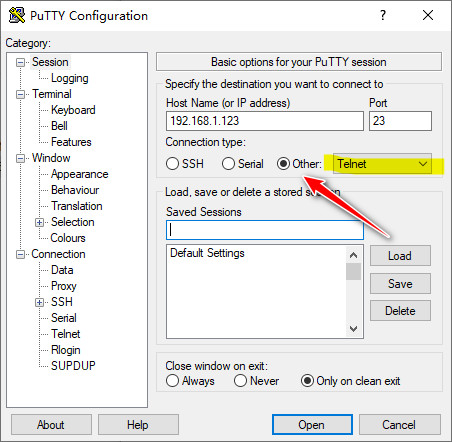 PuTTY Configuration
Category:
Session
Logging
Terminal
Keyboard
Bell
Features
Window
Appearance
Behaviour
Translation
Selection
Colours
Connection
Data
Proxy
SSH
Serial
Telnet
Rlogin
SUPDUP
Basic options for your PuTTY session
Specify the destination you want to connect to
Host Name (or IP address) Port
192.168.1.123 23
Connection type:
SSH Serial Other: Telnet
Load, save or delete a stored
Saved Sessions
Default Settings
Load
Save
Delete
Close window on exit:
Always Never Only on clean exit
About Help Open Cancel